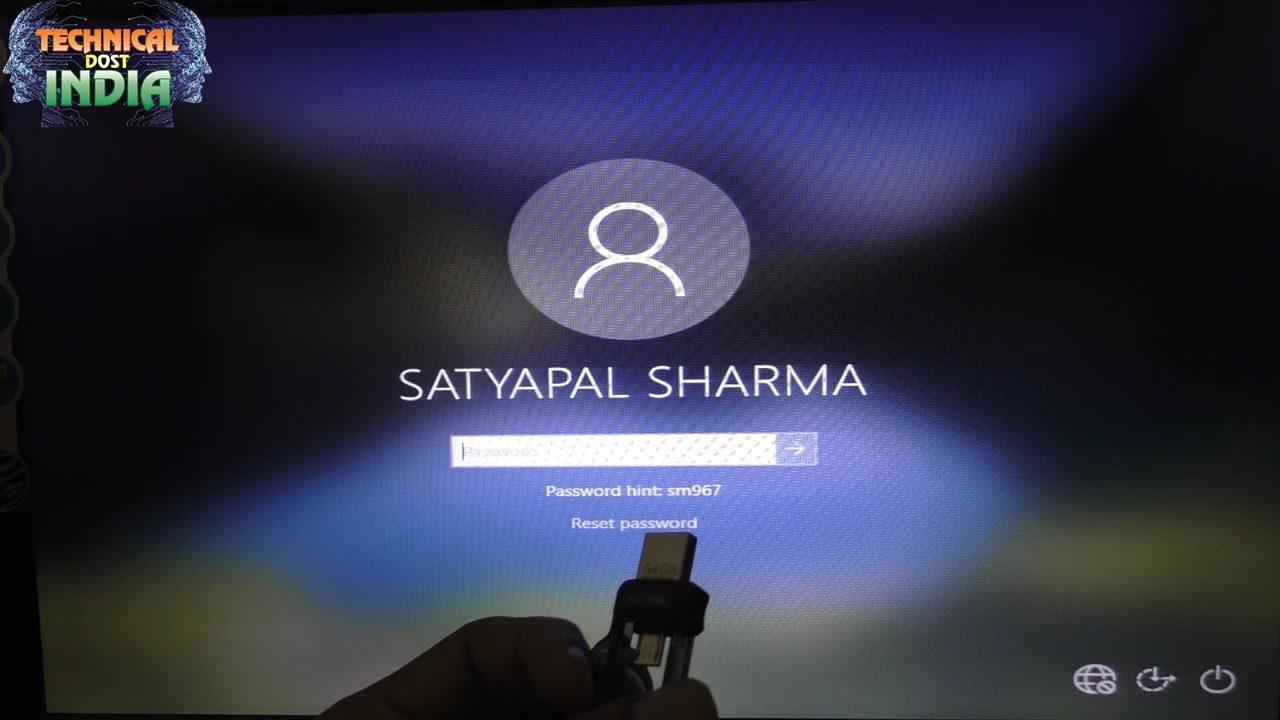 TECHNICAL
DOST
INDIA
SATYAPAL SHARMA
Password
Password hint: sm967
Reset password
64GB